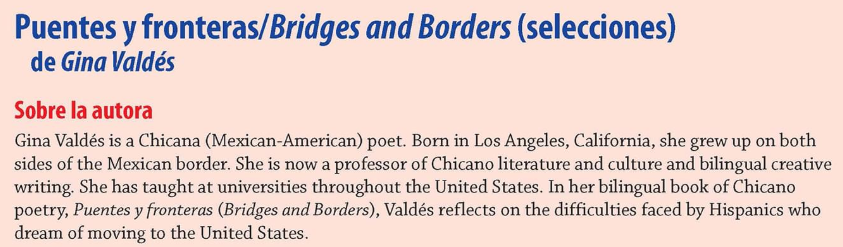 Puentes y fronteras/Bridges and Borders (selecciones)
de Gina Valdés
Sobre la autora
Gina Valdés is a Chicana (Mexican-American) poet. Born in Los Angeles, California, she grew up on both
sides of the Mexican border. She is now a professor of Chicano literature and culture and bilingual creative
writing. She has taught at universities throughout the United States. In her bilingual book of Chicano
poetry, Puentes y fronteras (Bridges and Borders), Valdés reflects on the difficulties faced by Hispanics who
dream of moving to the United States.